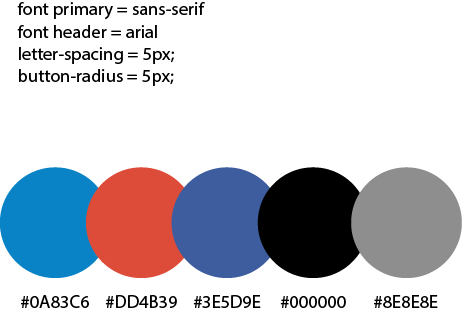 font primary = sans-serif
font header = arial
letter-spacing = 5px;
button-radius = 5px;
#0A83C6 #DD4B39 #3E5D9E #000000 #8E8E8E